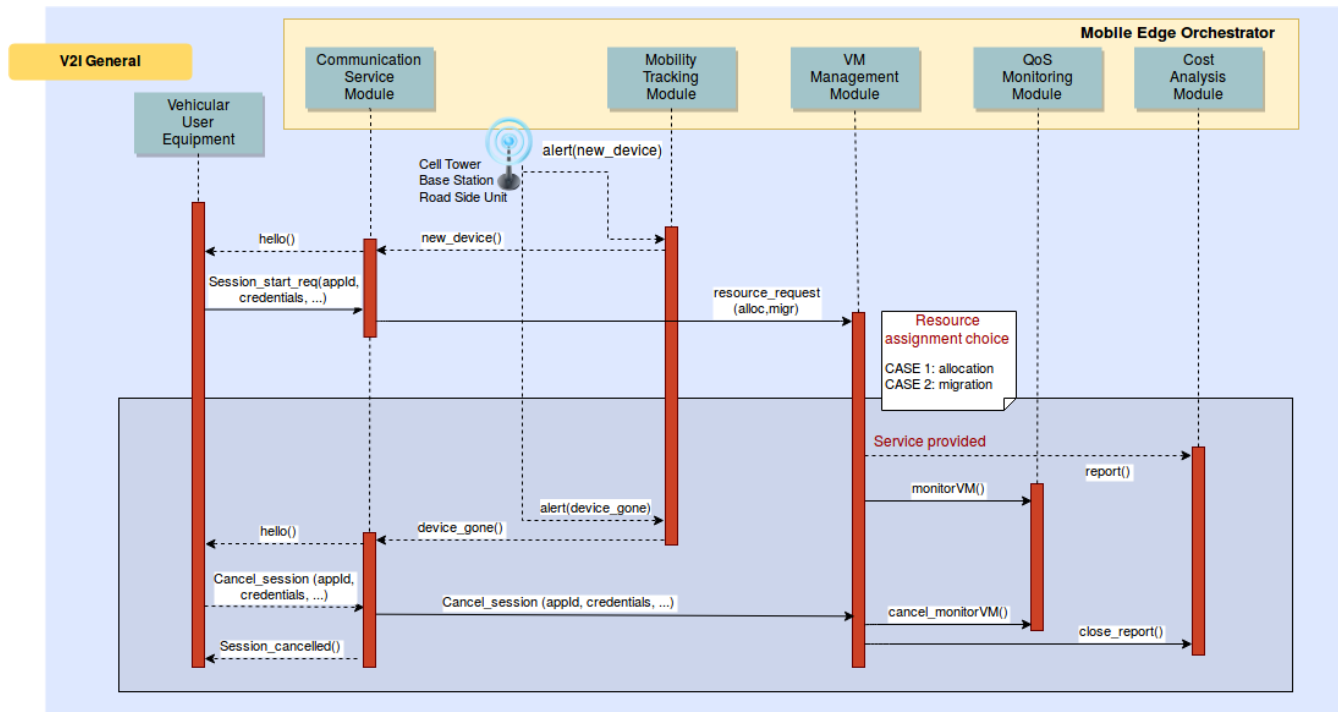 Mobile Edge Orchestrator
V2I General
Communication
Service
Module
Mobility
Tracking
Module
VM
Management
Module
QoS
Monitoring
Module
Cost
Analysis
Module
Vehicular
User
Equipment
alert(new_device)
Cell Tower
Base Station
Road Side Unit
hello()
new_device()
Session_start_req(appId,
credentials, ...)
resource_request
(alloc,migr)
Resource
assignment choice
CASE 1: allocation
CASE 2: migration
Service provided
report()
monitorVM()
alert(device_gone)
device_gone()
hello()
Cancel_session (appId,
credentials, ...)
Cancel_session (appId, credentials, ...)
cancel_monitorVM()
close_report()
Session_cancelled()